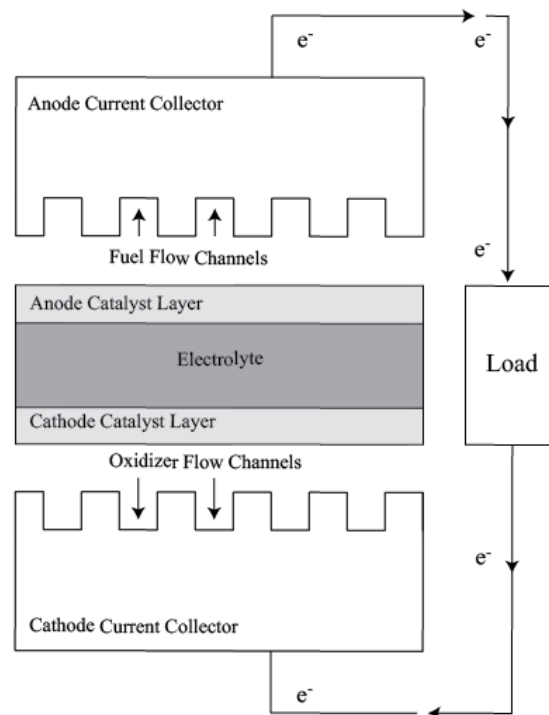 e⁻ e⁻
Anode Current Collector
Fuel Flow Channels
e⁻
Anode Catalyst Layer
Electrolyte
Load
Cathode Catalyst Layer
Oxidizer Flow Channels
e⁻
Cathode Current Collector
e⁻